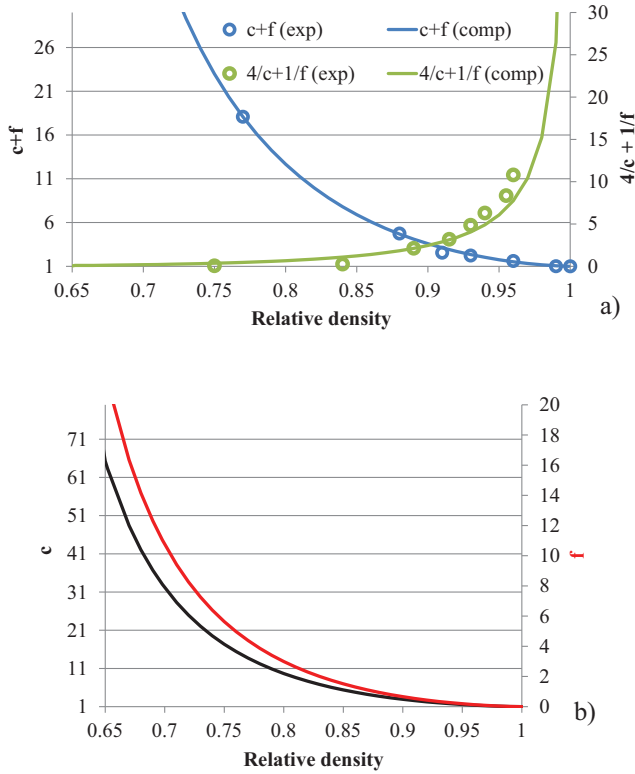 c+f (exp) c+f (comp)
4/c+1/f (exp) 4/c+1/f (comp)
c+f
26
21
16
11
6
1
30
25
20
15
10
5
0
4/c + 1/f
0.65 0.7 0.75 0.8 0.85 0.9 0.95 1
Relative density
a)
c
71
61
51
41
31
21
11
1
20
18
16
14
12
10
8
6
4
2
0
f
0.65 0.7 0.75 0.8 0.85 0.9 0.95 1
Relative density
b)